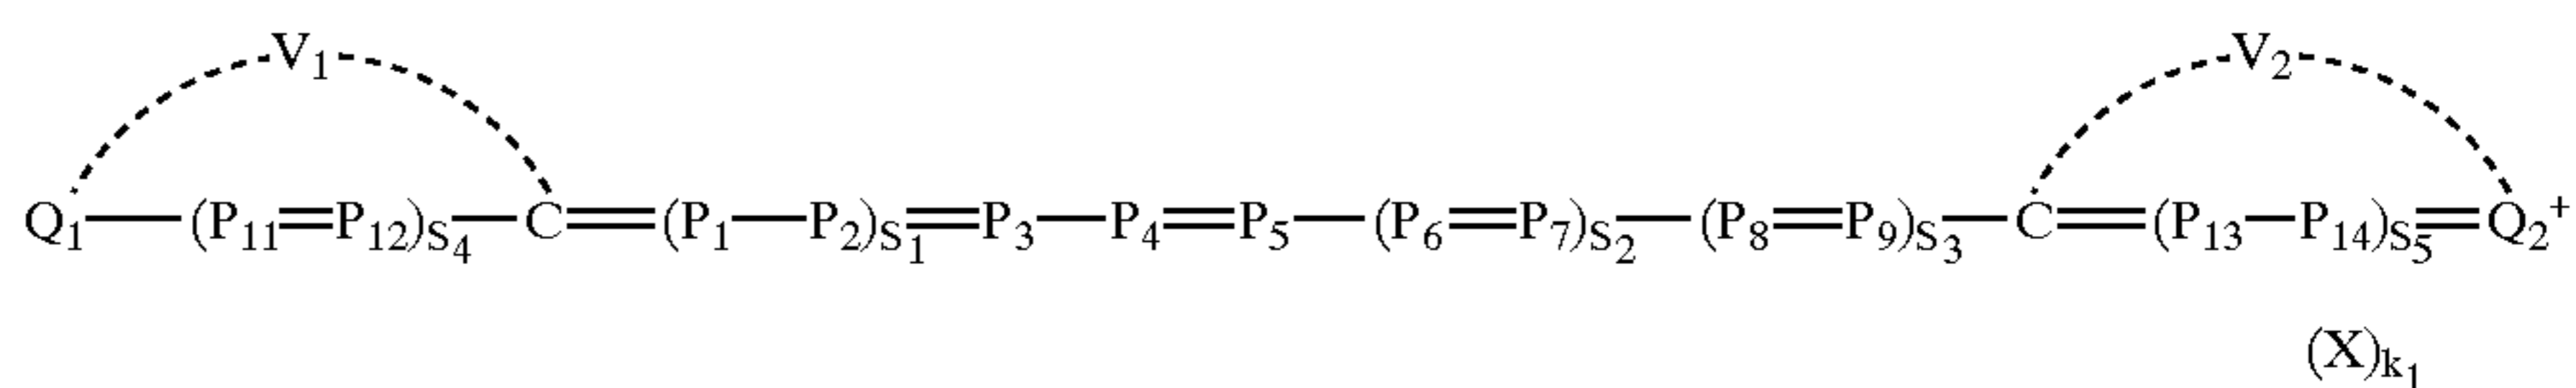 V₁ V₂
Q₁—(P₁₁=P₁₂)S₄—C=(P₁—P₂)S₁=P₃—P₄=P₅—(P₆=P₇)S₂—(P₈=P₉)S₃—C=(P₁₃—P₁₄)S₅=Q₂⁺
(X)k₁